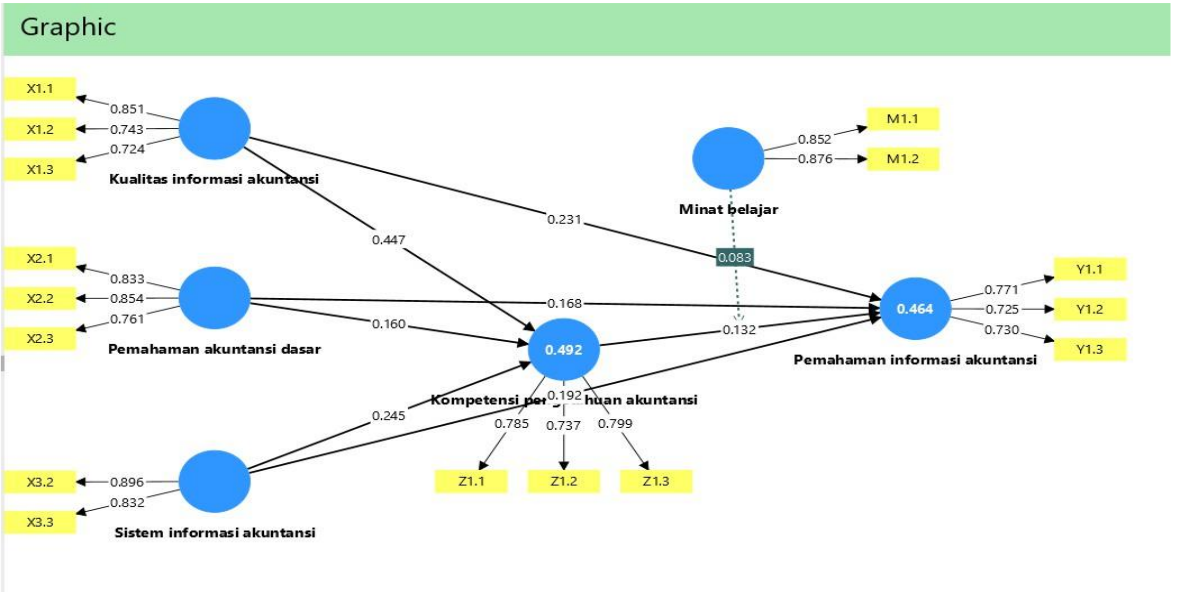 Graphic
X1.1
0.851
X1.2
0.743
0.724
X1.3
Kualitas informasi akuntansi
M1.1
0.852
0.876
M1.2
Minat belajar
0.231
0.447
0.083
X2.1
0.833
X2.2
0.854
0.761
X2.3
Pemahaman akuntansi dasar
0.168
0.160
0.132
0.464
Y1.1
0.771
0.725
Y1.2
0.730
Y1.3
Pemahaman informasi akuntansi
0.492
Kompetensi akuntansi
0.192
0.245
0.785
0.737
0.799
Z1.1
Z1.2
Z1.3
X3.2
0.896
0.832
X3.3
Sistem informasi akuntansi